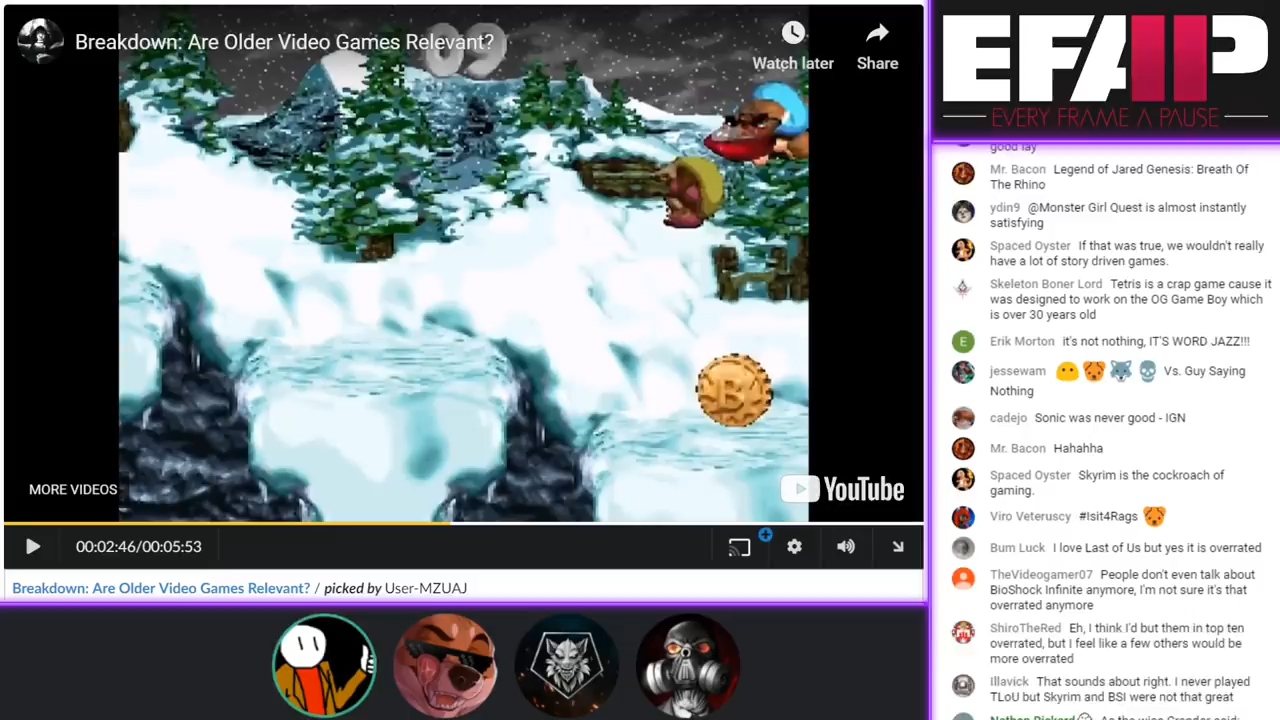 Breakdown: Are Older Video Games Relevant?
09
Watch later
Share
B
MORE VIDEOS
YouTube
00:02:46/00:05:53
Breakdown: Are Older Video Games Relevant? / picked by User-MZUAJ
EFAP
EVERY FRAME A PAUSE
good lay
Mr. Bacon Legend of Jared Genesis: Breath Of
The Rhino
ydin9 @Monster Girl Quest is almost instantly
satisfying
Spaced Oyster If that was true, we wouldn't really
have a lot of story driven games.
Skeleton Boner Lord Tetris is a crap game cause it
was designed to work on the OG Game Boy which
is over 30 years old
E
Erik Morton it's not nothing, IT'S WORD JAZZ!!!
jessewam Vs. Guy Saying
Nothing
cadejo Sonic was never good - IGN
Mr. Bacon Hahahha
Spaced Oyster Skyrim is the cockroach of
gaming.
Viro Veteruscy #Isit4Rags
Bum Luck I love Last of Us but yes it is overrated
TheVideogamer07 People don't even talk about
BioShock Infinite anymore, I'm not sure it's that
overrated anymore
ShiroTheRed Eh, I think I'd but them in top ten
overrated, but I feel like a few others would be
more overrated
Illavick That sounds about right. I never played
TLoU but Skyrim and BSI were not that great